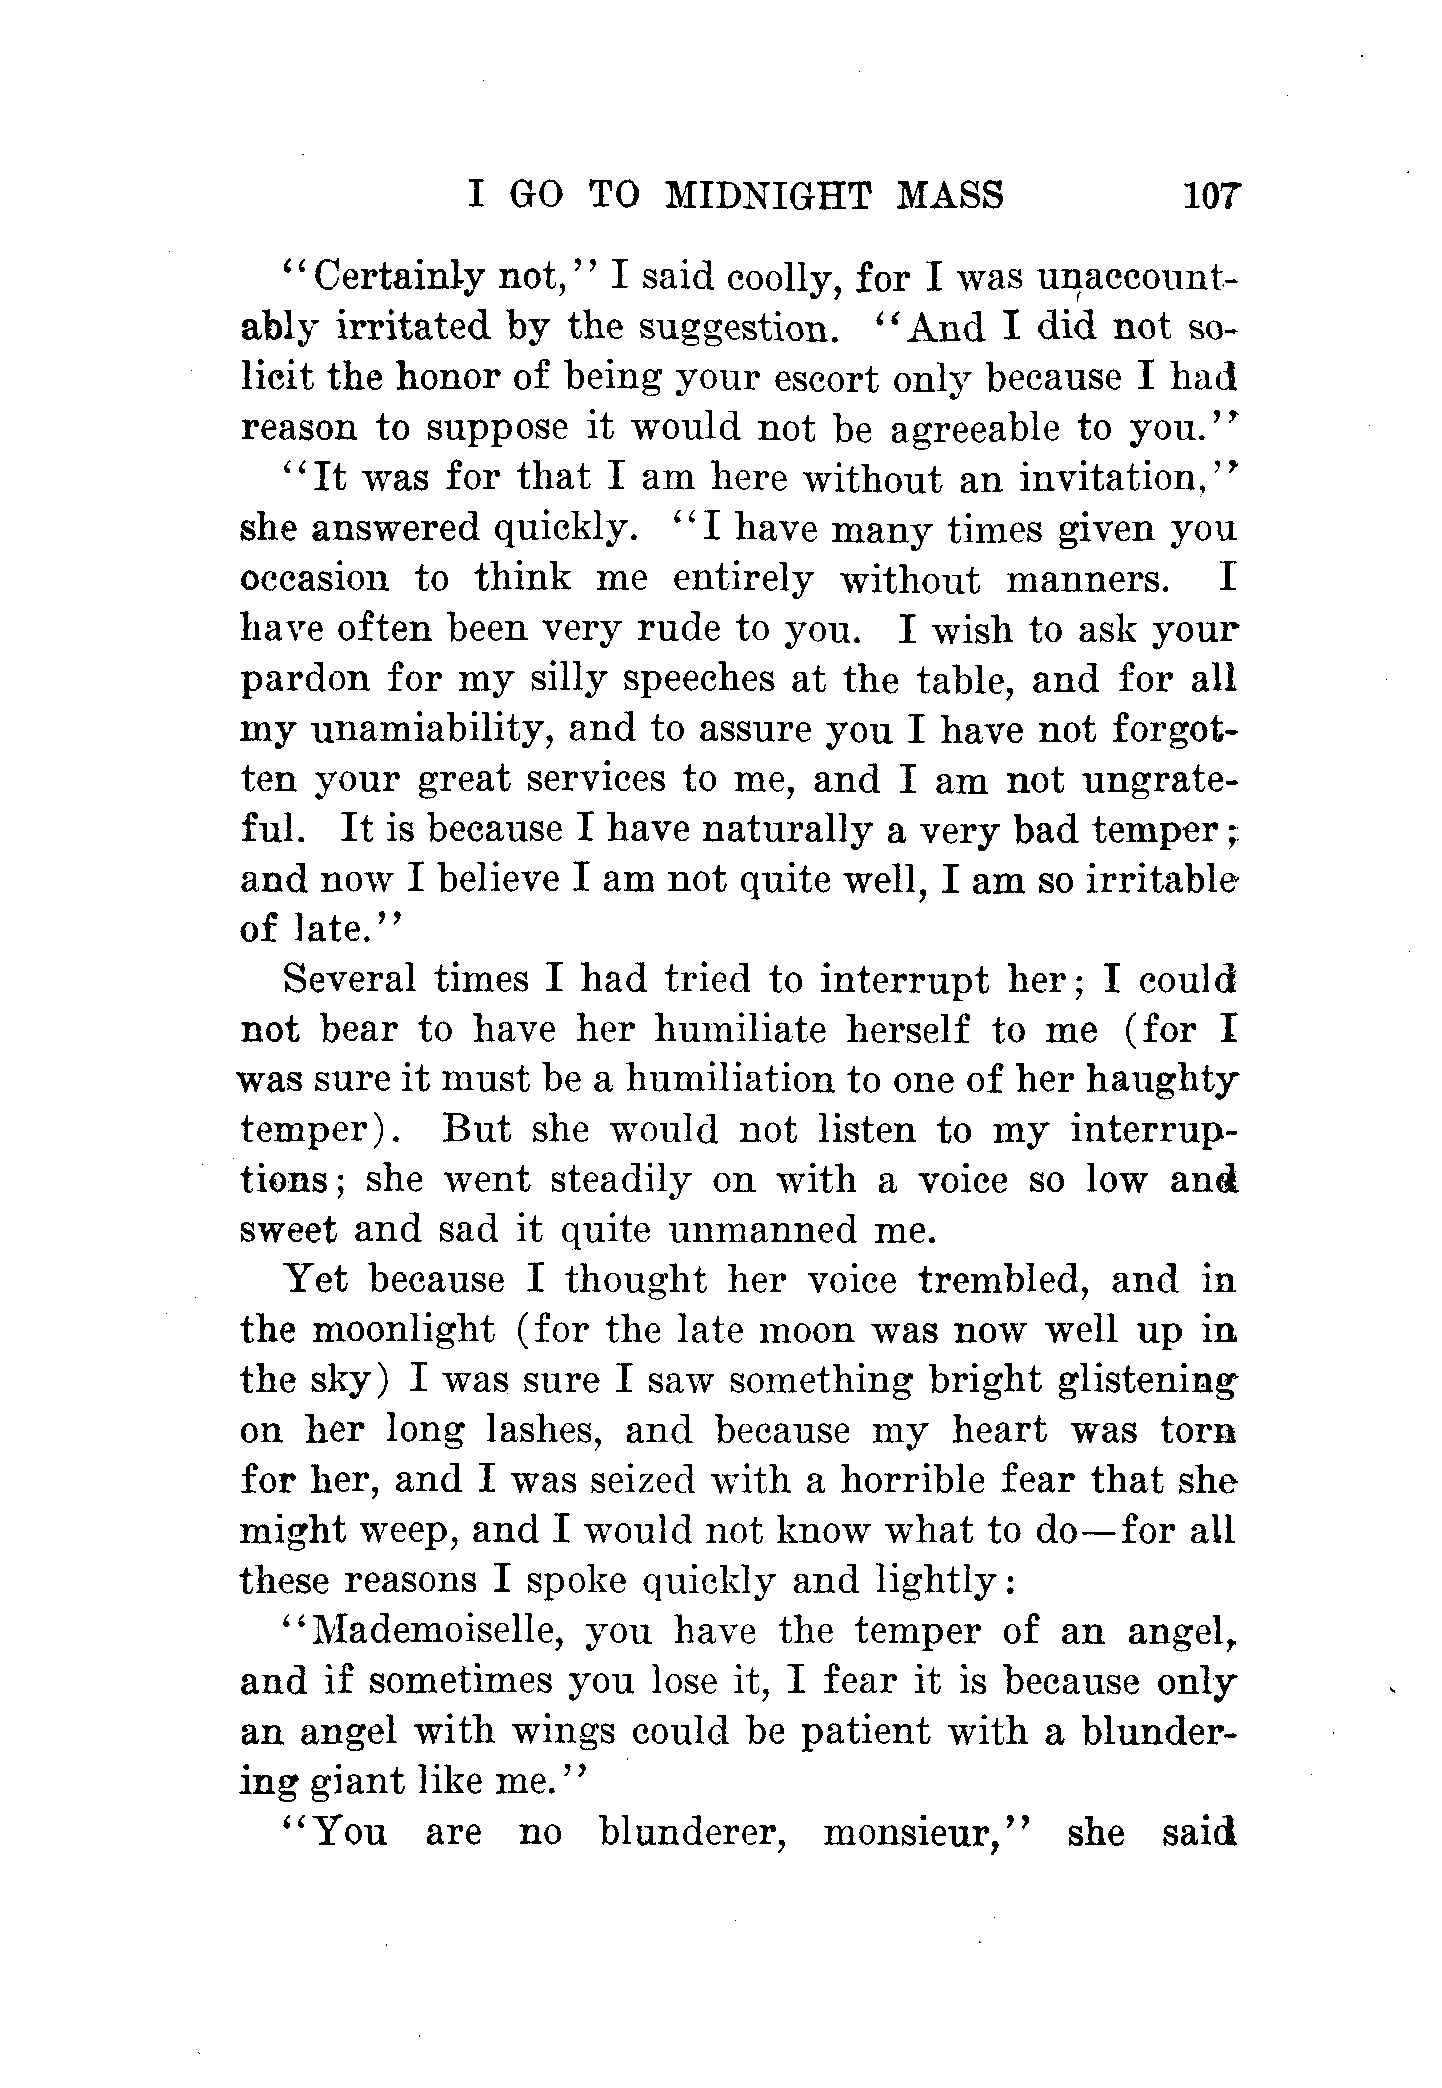 I GO TO MIDNIGHT MASS 107
"Certainly not," I said coolly, for I was unaccount-
ably irritated by the suggestion. "And I did not so-
licit the honor of being your escort only because I had
reason to suppose it would not be agreeable to you."
"It was for that I am here without an invitation,"
she answered quickly. "I have many times given you
occasion to think me entirely without manners. I
have often been very rude to you. I wish to ask your
pardon for my silly speeches at the table, and for all
my unamiability, and to assure you I have not forgot-
ten your great services to me, and I am not ungrate-
ful. It is because I have naturally a very bad temper;
and now I believe I am not quite well, I am so irritable
of late."
Several times I had tried to interrupt her; I could
not bear to have her humiliate herself to me (for I
was sure it must be a humiliation to one of her haughty
temper). But she would not listen to my interrup-
tions; she went steadily on with a voice so low and
sweet and sad it quite unmanned me.
Yet because I thought her voice trembled, and in
the moonlight (for the late moon was now well up in
the sky) I was sure I saw something bright glistening
on her long lashes, and because my heart was torn
for her, and I was seized with a horrible fear that she
might weep, and I would not know what to do—for all
these reasons I spoke quickly and lightly:
"Mademoiselle, you have the temper of an angel,
and if sometimes you lose it, I fear it is because only
an angel with wings could be patient with a blunder-
ing giant like me."
"You are no blunderer, monsieur," she said